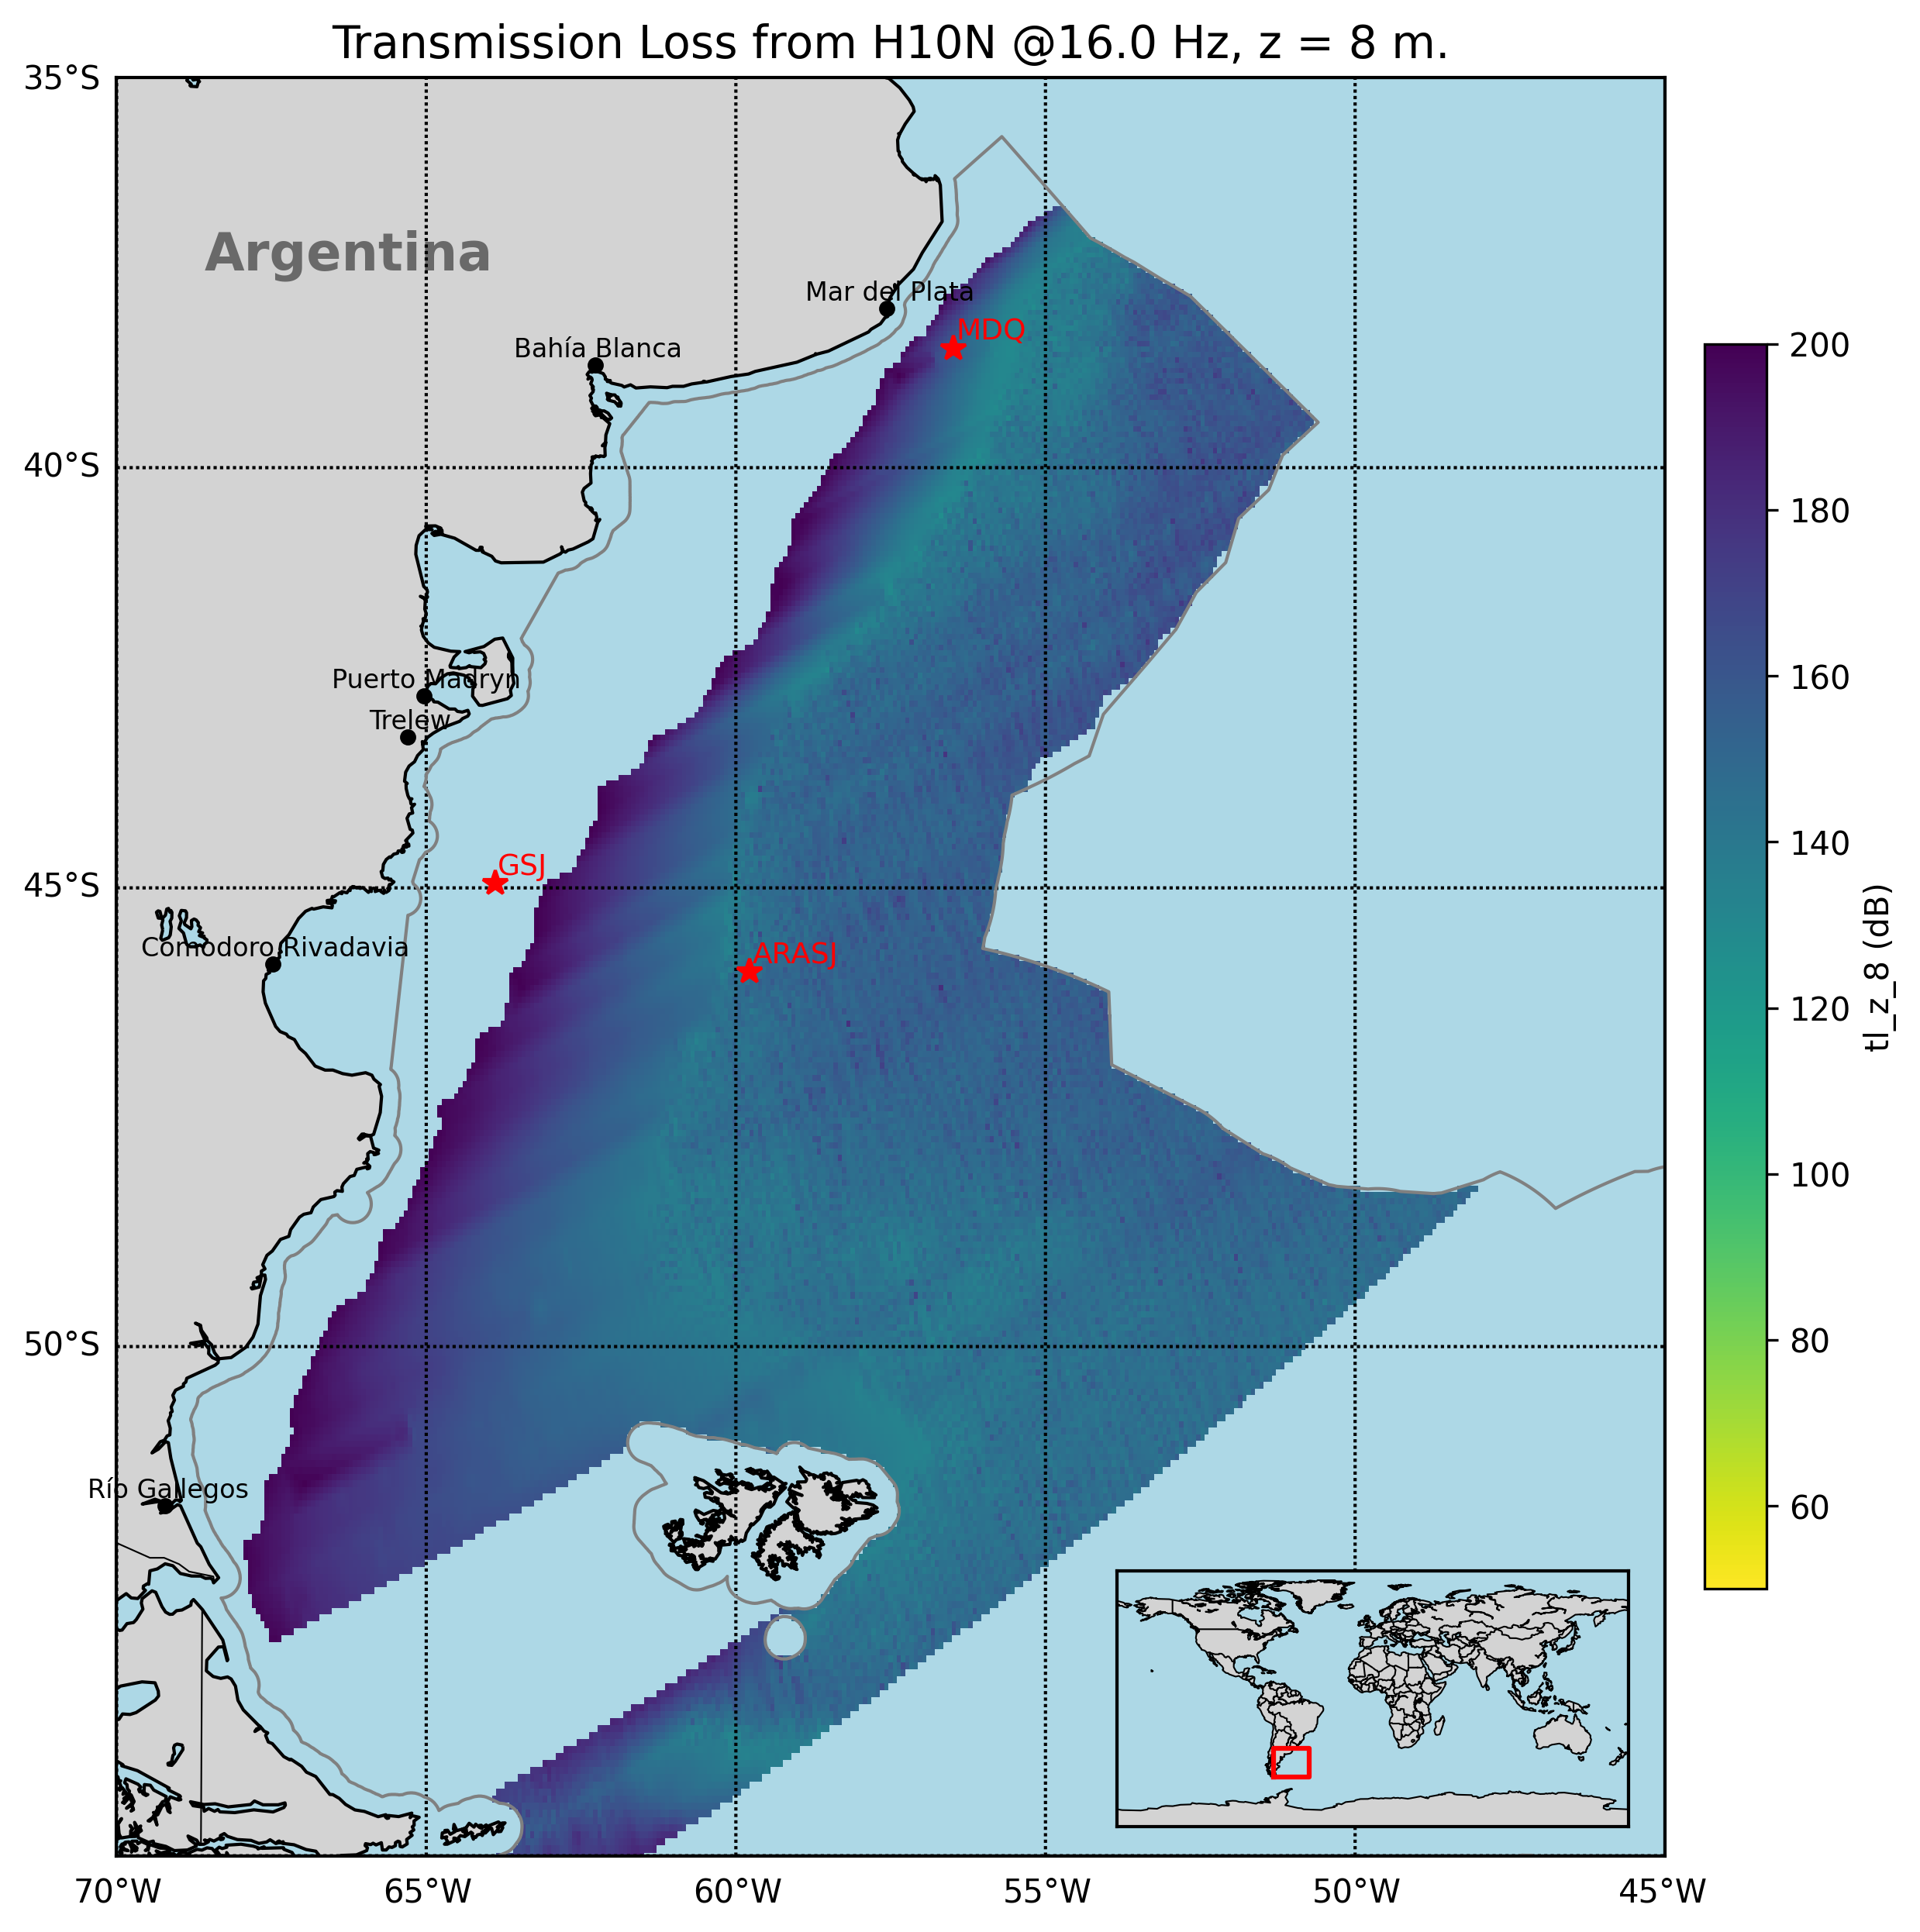 Transmission Loss from H10N @16.0 Hz, z = 8 m.
35°S
Argentina
Mar del Plata
MDQ
Bahía Blanca
200
40°S
180
160
Puerto Madryn
Trelew
140
GSJ
45°S
tl_z_8 (dB)
Comodoro Rivadavia
ARASJ
120
100
50°S
80
Río Gallegos
60
70°W
65°W
60°W
55°W
50°W
45°W